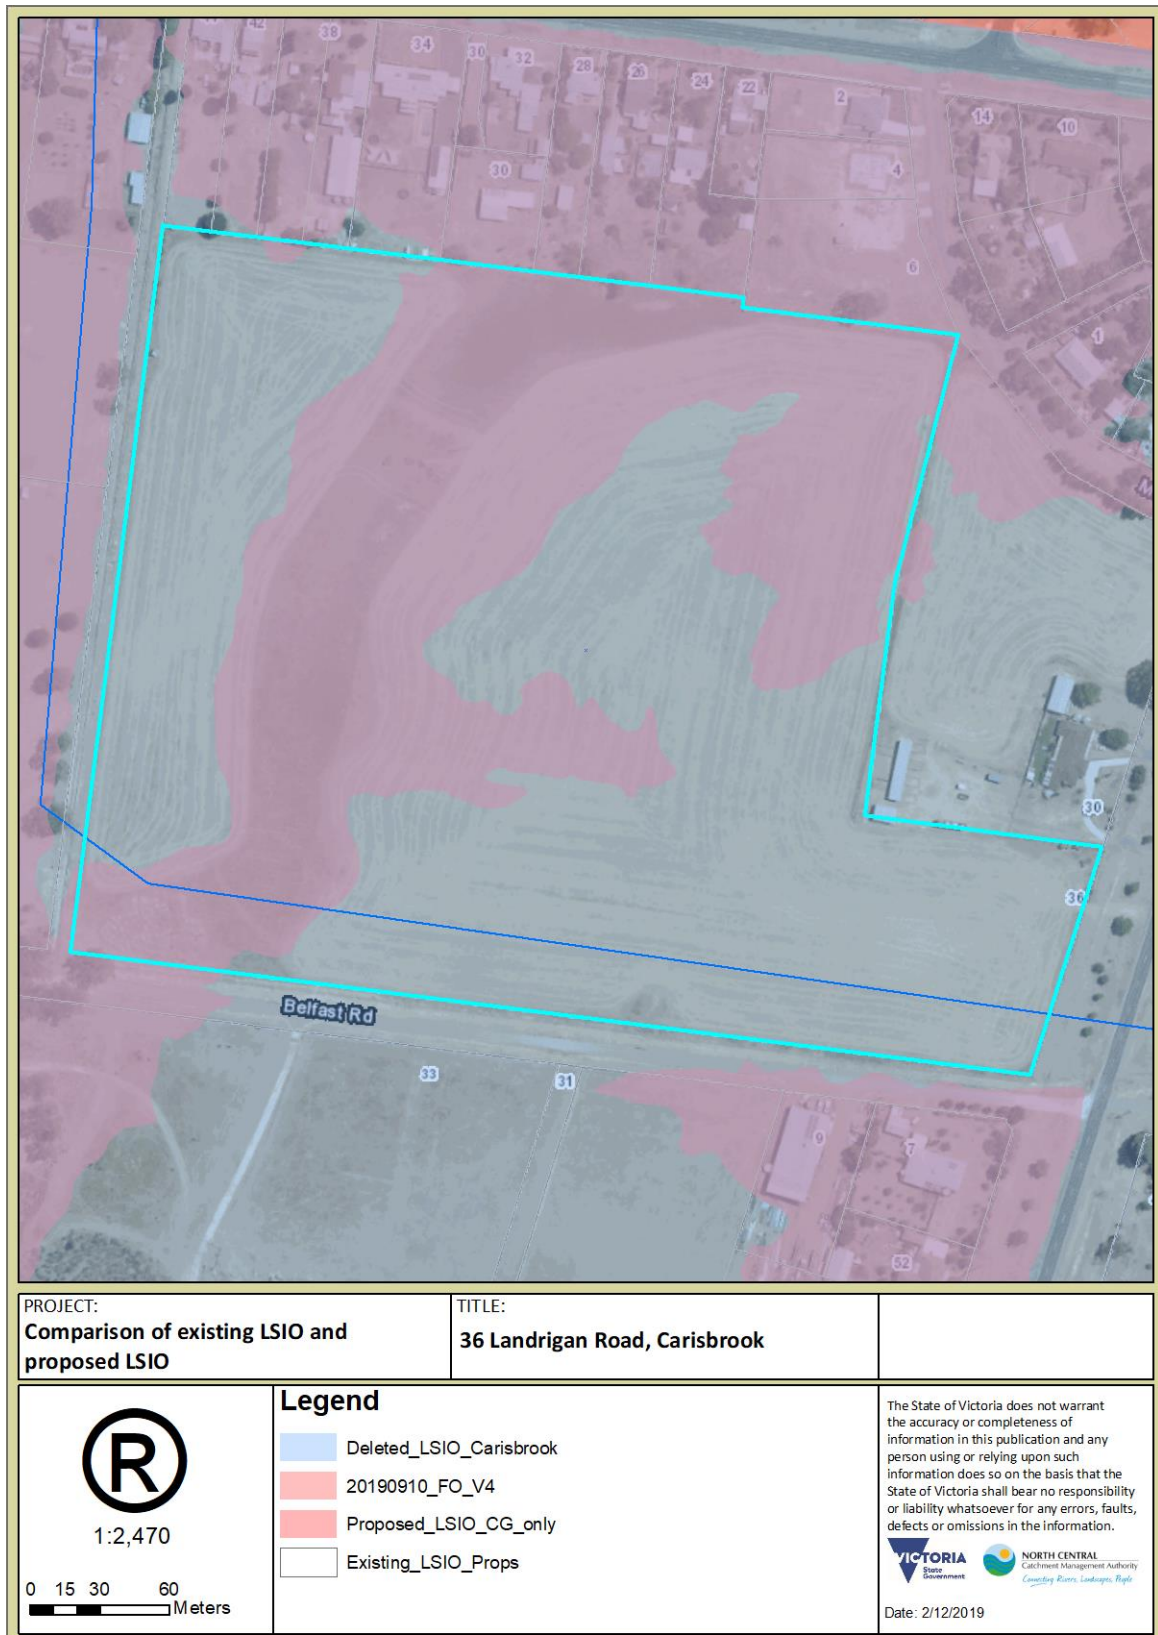 42
38
34
30
32
28
26
24
22
2
14
10
4
30
6
1
M
30
36
Belfast Rd
33
31
9
7
52
PROJECT:
Comparison of existing LSIO and
proposed LSIO
TITLE:
36 Landrigan Road, Carisbrook
R
1:2,470
0 15 30 60
Meters
Legend
Deleted_LSIO_Carisbrook
20190910_FO_V4
Proposed_LSIO_CG_only
Existing_LSIO_Props
The State of Victoria does not warrant
the accuracy or completeness of
information in this publication and any
person using or relying upon such
information does so on the basis that the
State of Victoria shall bear no responsibility
or liability whatsoever for any errors, faults,
defects or omissions in the information.
VICTORIA
State
Government
NORTH CENTRAL
Catchment Management Authority
Connecting Rivers, Landscapes, People
Date: 2/12/2019